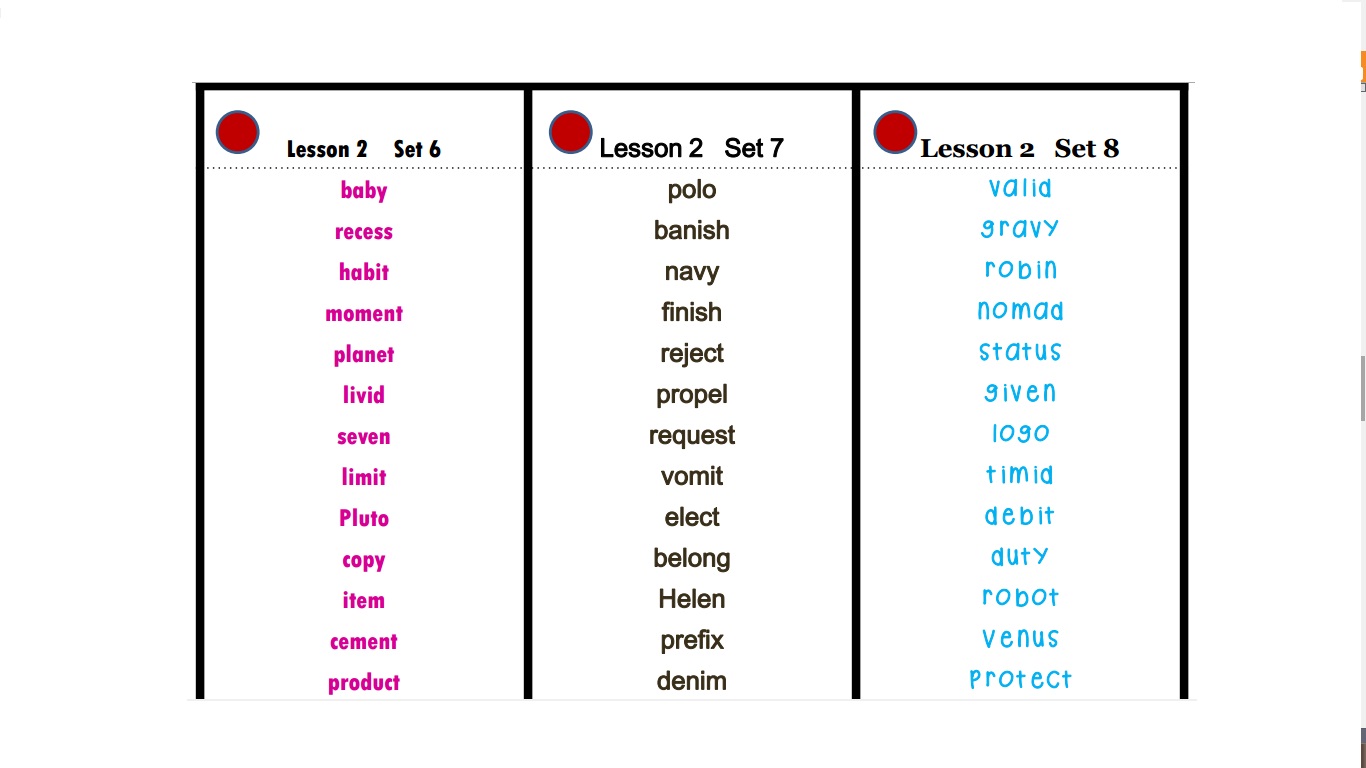 Lesson 2 Set 6
baby
recess
habit
moment
planet
livid
seven
limit
Pluto
copy
item
cement
product
Lesson 2 Set 7
polo
banish
navy
finish
reject
propel
request
vomit
elect
belong
Helen
prefix
denim
Lesson 2 Set 8
valid
gravy
robin
nomad
status
given
logo
timid
debit
duty
robot
Venus
protect